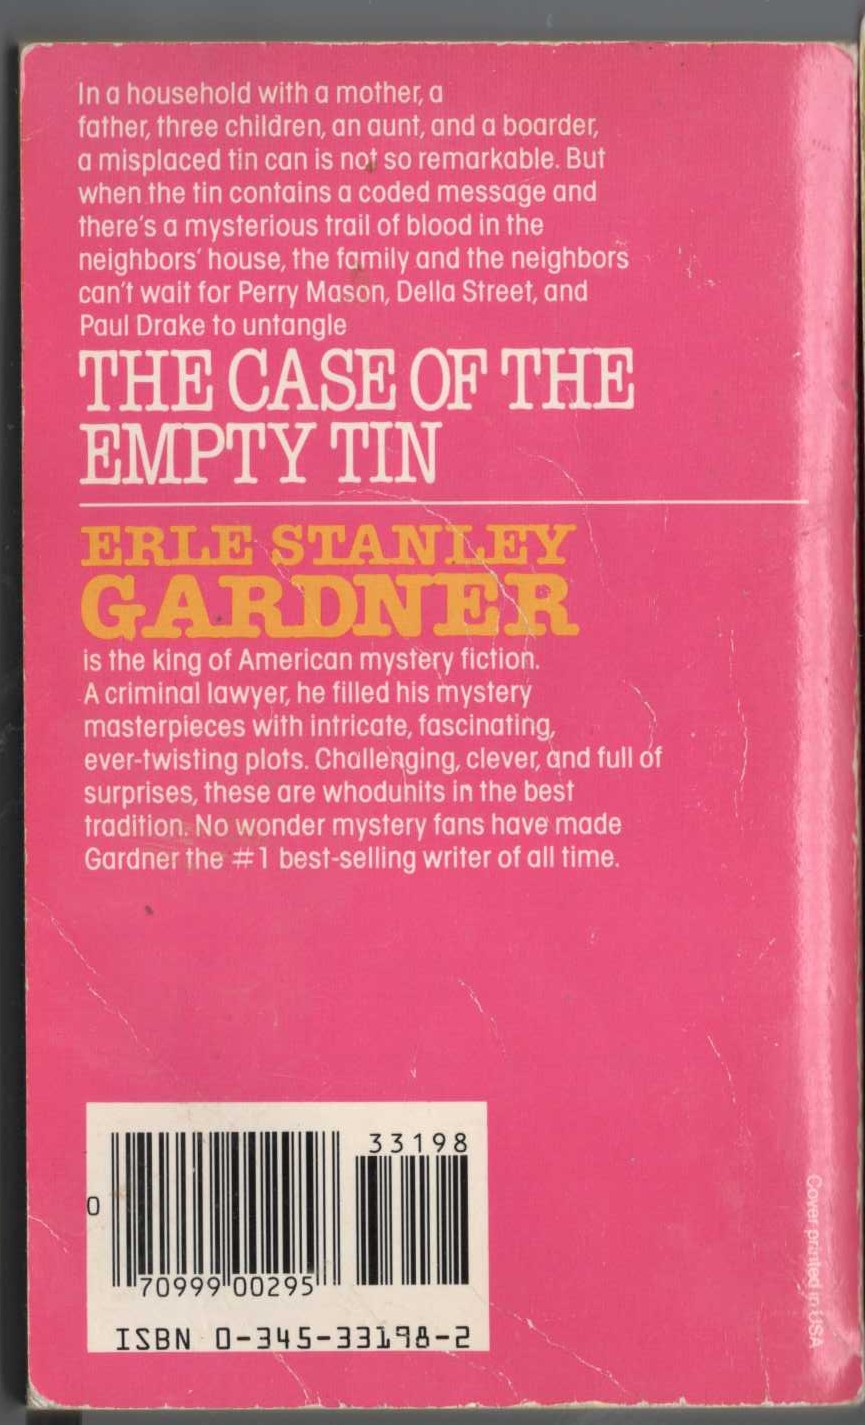 In a household with a mother, a
father, three children, an aunt, and a boarder,
a misplaced tin can is not so remarkable. But
when the tin contains a coded message and
there's a mysterious trail of blood in the
neighbors' house, the family and the neighbors
can't wait for Perry Mason, Della Street, and
Paul Drake to untangle
THE CASE OF THE
EMPTY TIN
ERLE STANLEY
GARDNER
is the king of American mystery fiction.
A criminal lawyer, he filled his mystery
masterpieces with intricate, fascinating,
ever-twisting plots. Challenging, clever, and full of
surprises, these are whodunits in the best
tradition. No wonder mystery fans have made
Gardner the #1 best-selling writer of all time.
33198
0
70999 00295
ISBN 0-345-33198-2
Cover printed in USA